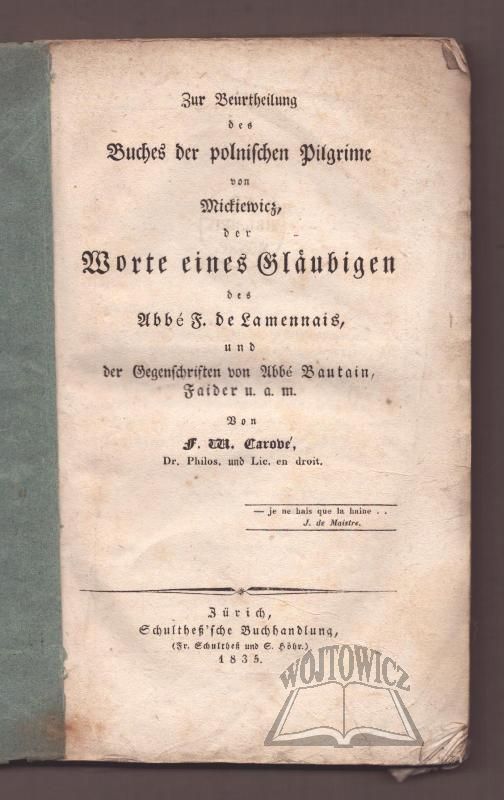 Zur Beurtheilung
des
Buches der polnischen Pilgrime
von
Mickiewicz,
der
Worte eines Gläubigen
des
Abbé F. de Lamennais,
und
der Gegenschriften von Abbé Bautain,
Faider u. a. m.
Von
F. W. Carové,
Dr. Philos. und Lic. en droit.
— je ne hais que la haine . .
J. de Maistre.
Zürich,
Schultheß'sche Buchhandlung,
(Fr. Schultheß und S. Höhr.)
1835.
WÓJTOWICZ